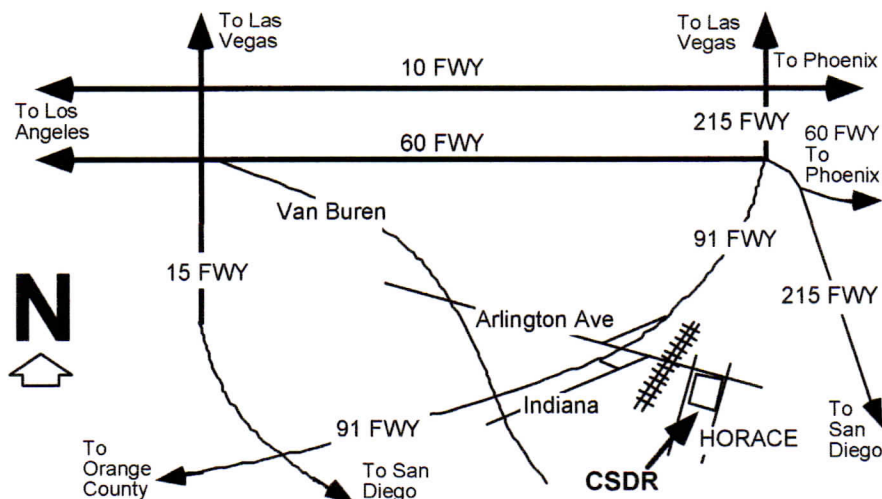 To Las
Vegas
To Las
Vegas
10 FWY
To Phoenix
To Los
Angeles
215 FWY
60 FWY
To
Phoenix
60 FWY
Van Buren
91 FWY
15 FWY
215 FWY
N
Arlington Ave
Indiana
91 FWY
HORACE
To
San
Diego
To
Orange
County
To San
Diego
CSDR